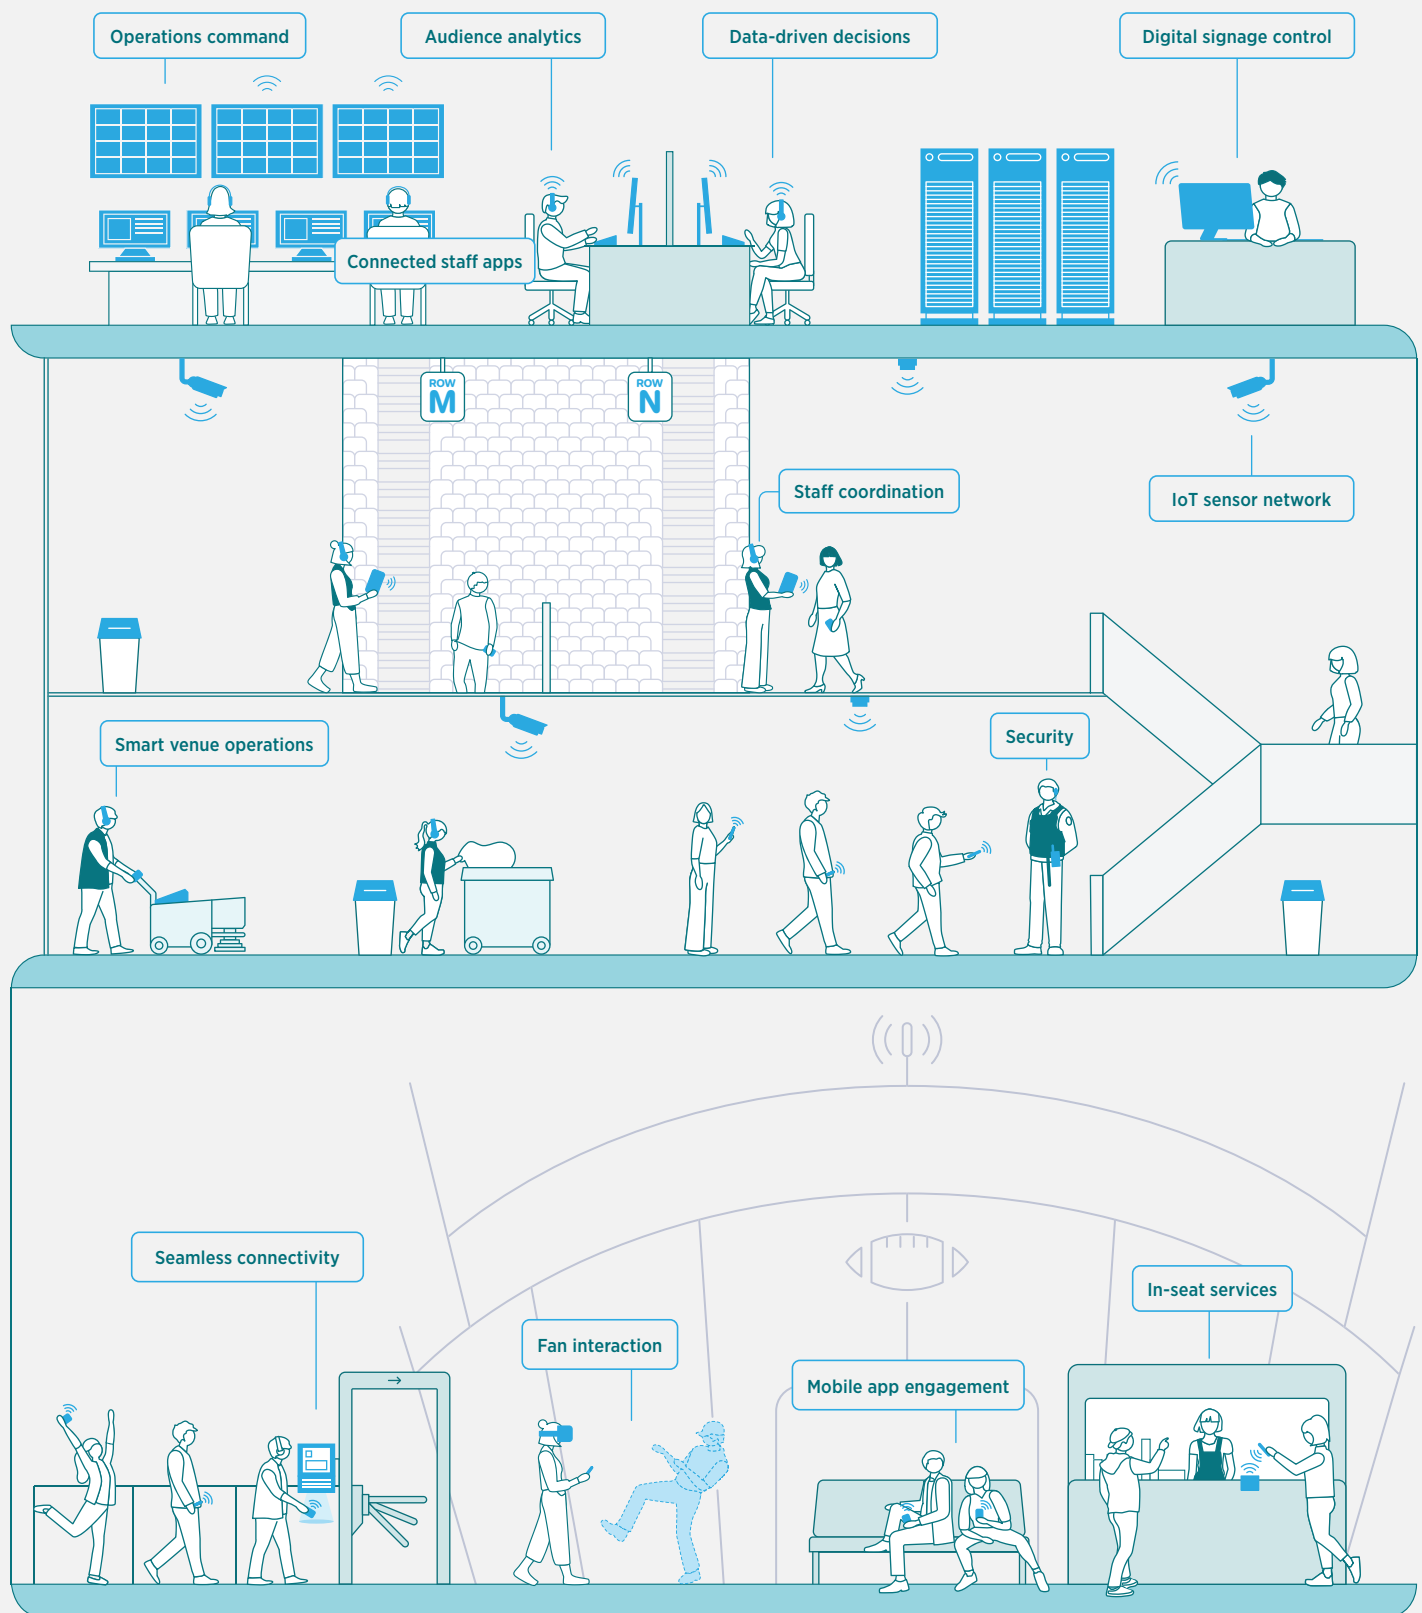 Operations command
Audience analytics
Data-driven decisions
Digital signage control
Connected staff apps
ROW
M
ROW
N
Staff coordination
IoT sensor network
Smart venue operations
Security
Seamless connectivity
In-seat services
Fan interaction
Mobile app engagement